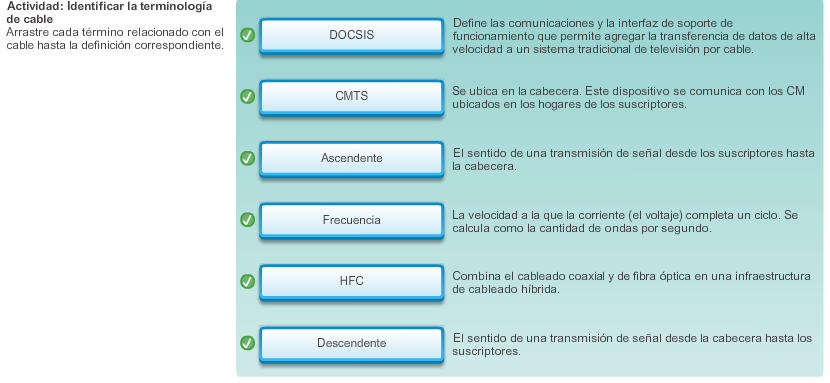 Actividad: Identificar la terminología
de cable
Arrastre cada término relacionado con el
cable hasta la definición correspondiente.
DOCSIS
Define las comunicaciones y la interfaz de soporte de
funcionamiento que permite agregar la transferencia de datos de alta
velocidad a un sistema tradicional de televisión por cable.
CMTS
Se ubica en la cabecera. Este dispositivo se comunica con los CM
ubicados en los hogares de los suscriptores.
Ascendente
El sentido de una transmisión de señal desde los suscriptores hasta
la cabecera.
Frecuencia
La velocidad a la que la corriente (el voltaje) completa un ciclo. Se
calcula como la cantidad de ondas por segundo.
HFC
Combina el cableado coaxial y de fibra óptica en una infraestructura
de cableado híbrida.
Descendente
El sentido de una transmisión de señal desde la cabecera hasta los
suscriptores.